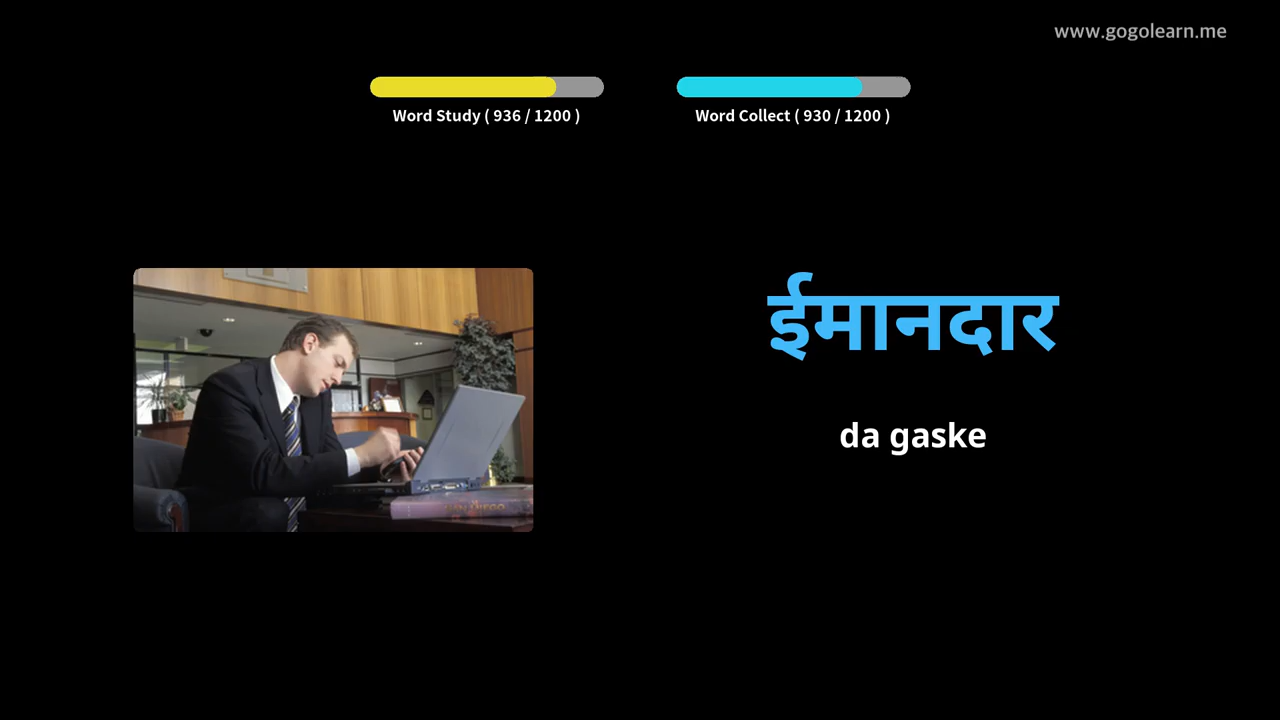 www.gogolearn.me
Word Study ( 936 / 1200 )
Word Collect ( 930 / 1200 )
ईमानदार
da gaske